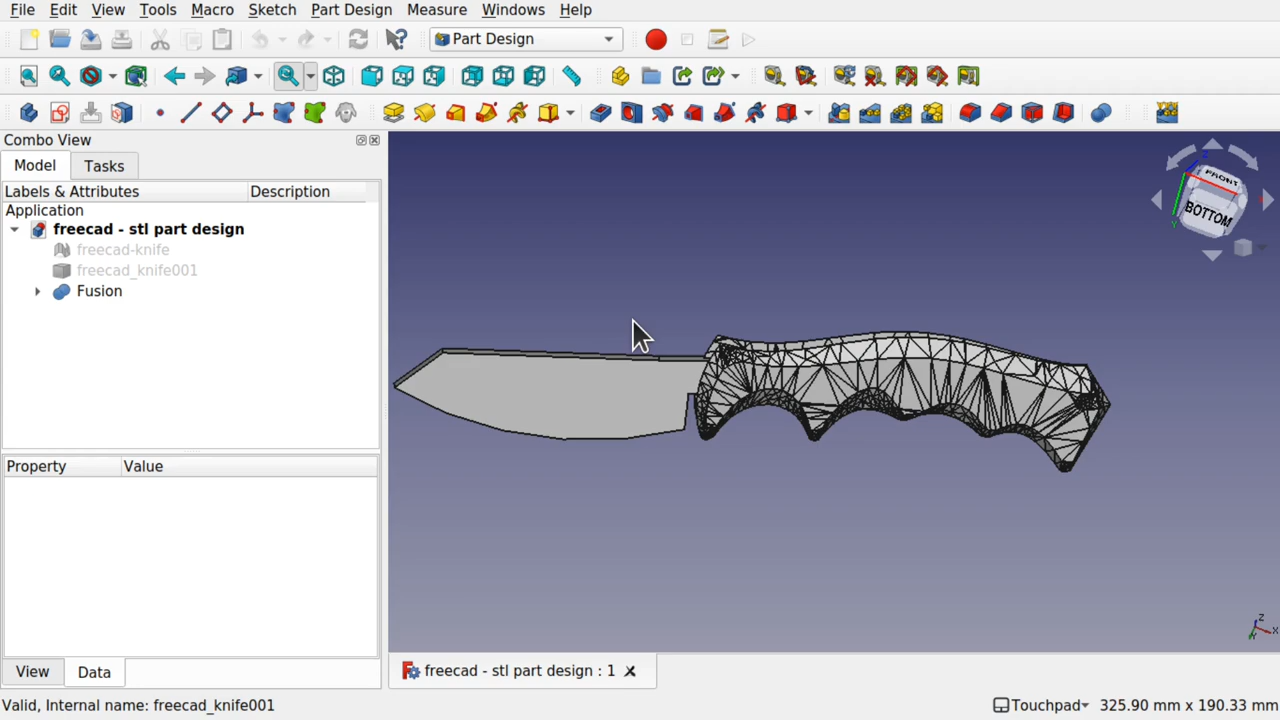 File Edit View Tools Macro Sketch Part Design Measure Windows Help
Part Design
Combo View
Model Tasks
Labels & Attributes Description
Application
freecad - stl part design
freecad-knife
freecad_knife001
Fusion
Property Value
View Data
FRONT
BOTTOM
Z
Y
Z
X
Y
freecad - stl part design : 1
Valid, Internal name: freecad_knife001
Touchpad 325.90 mm x 190.33 mm